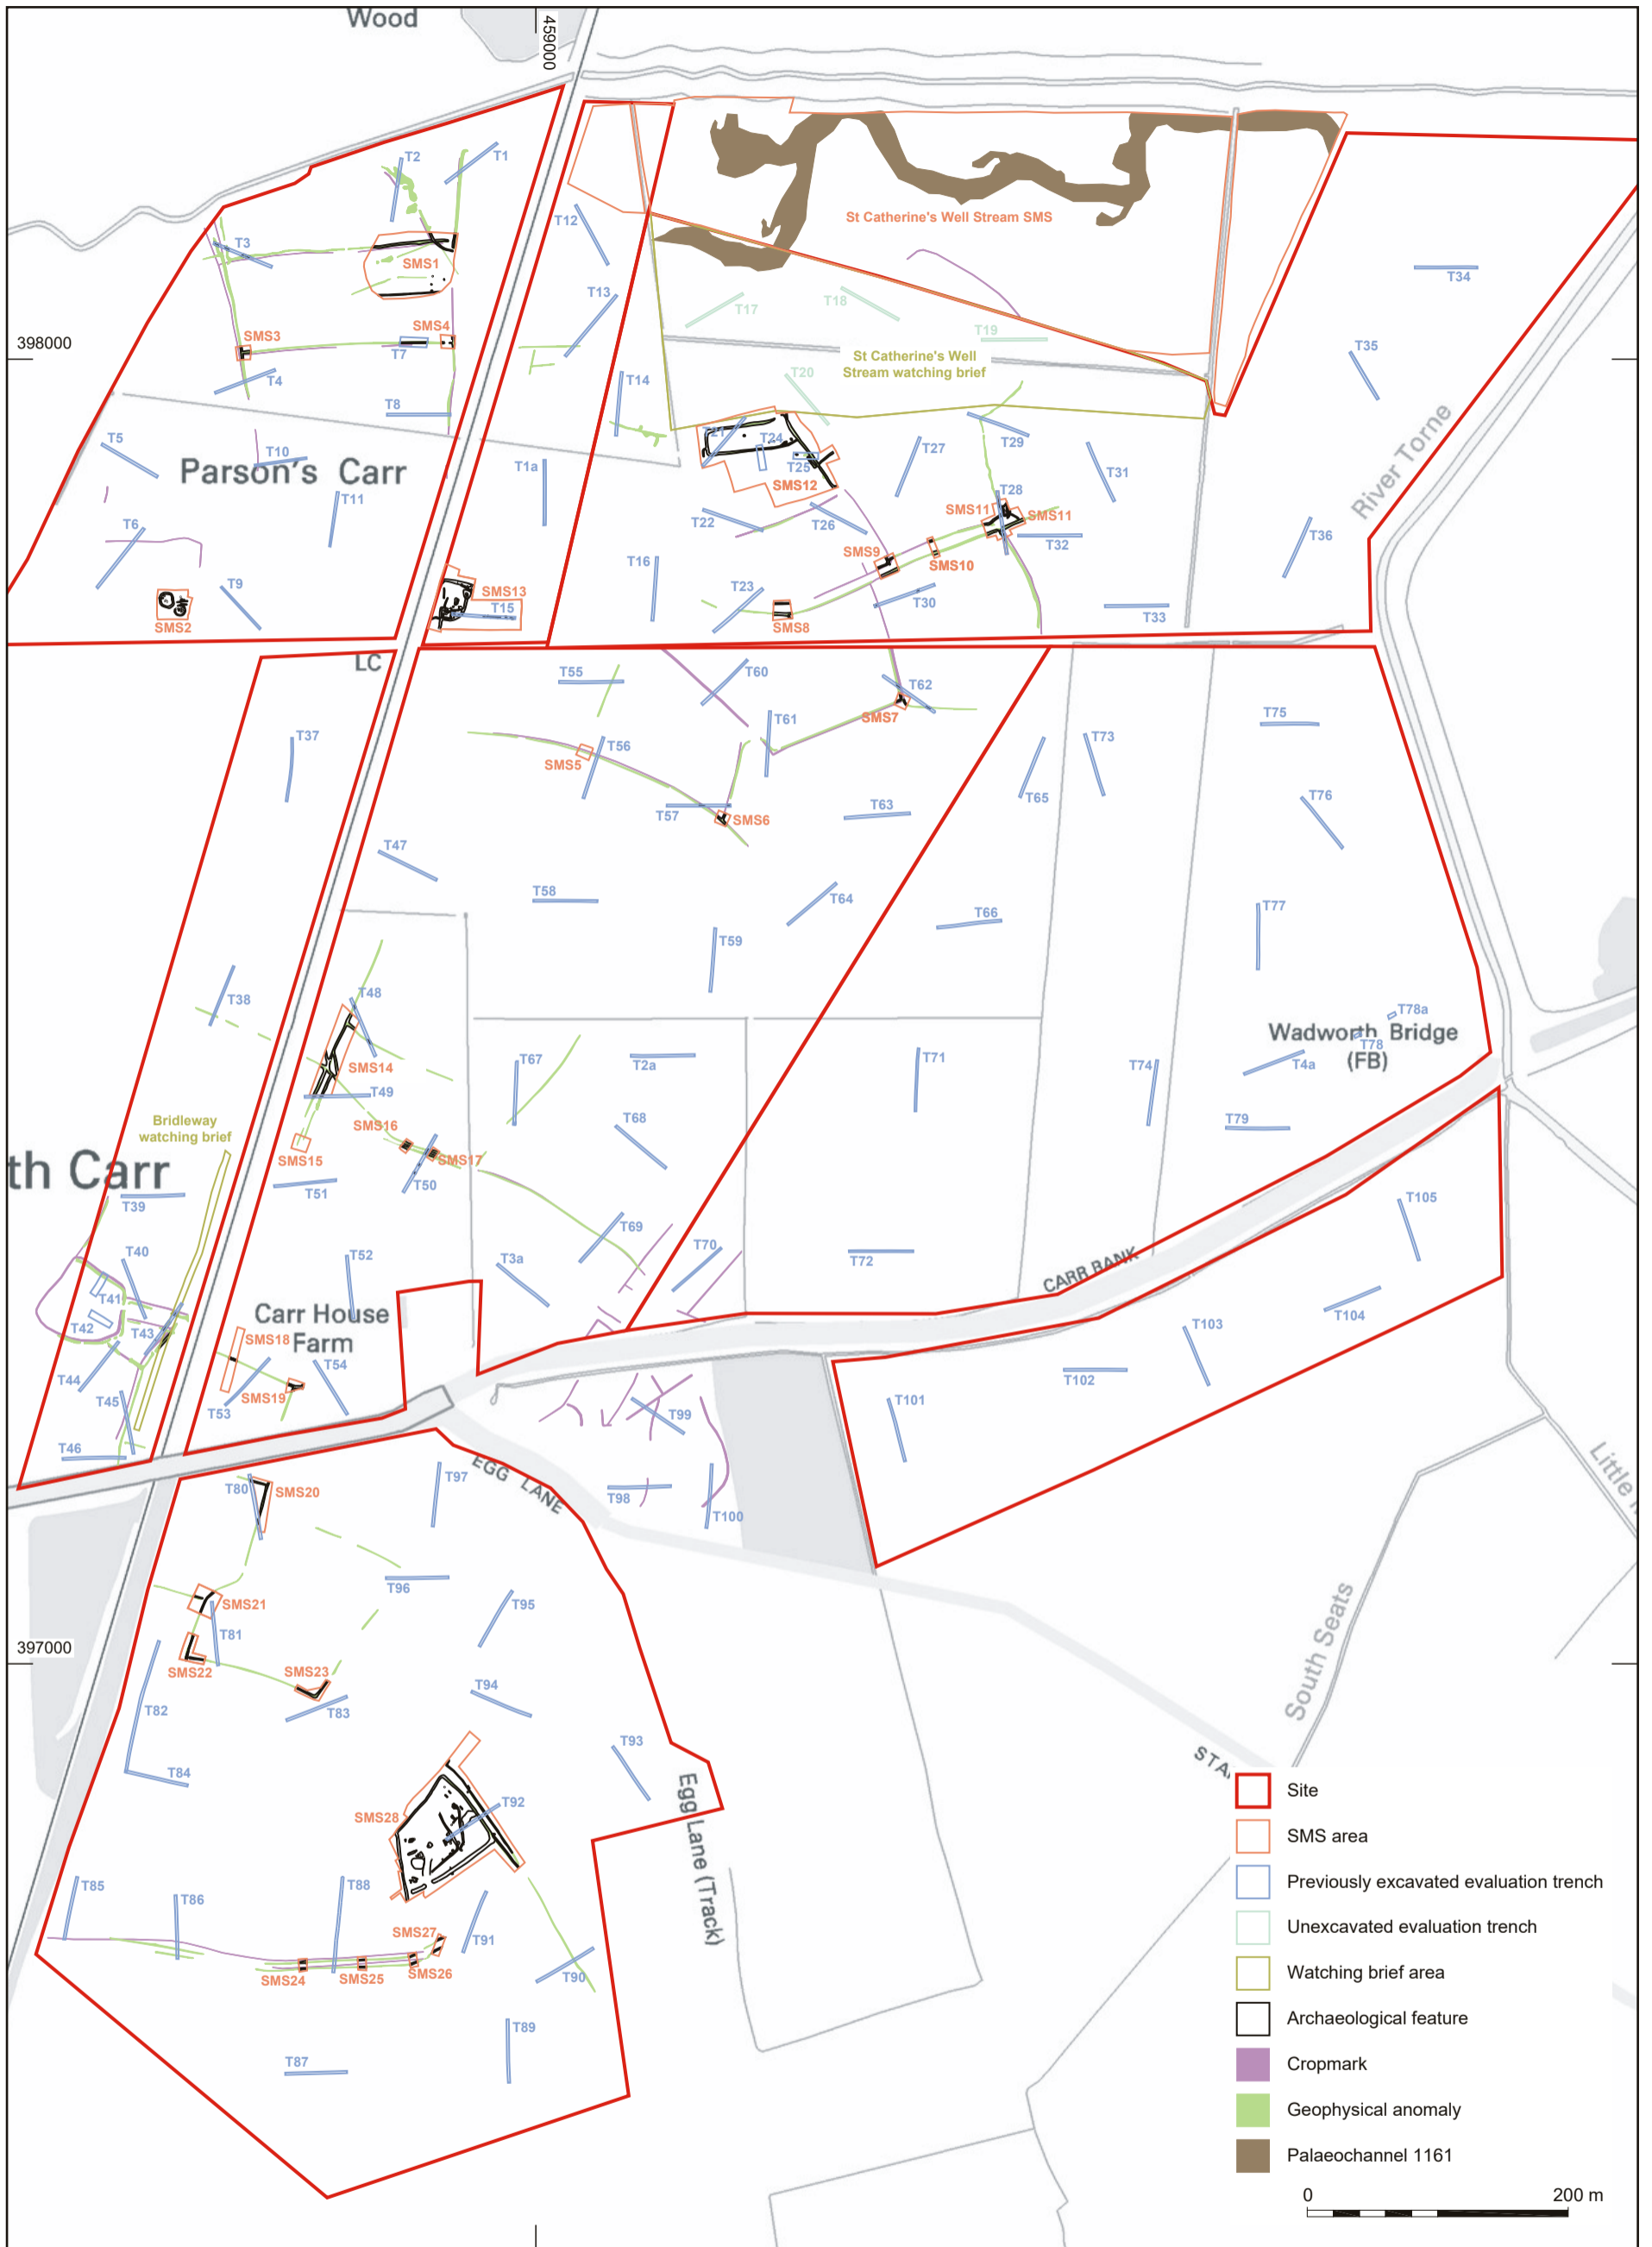 Wood
459000
T2
T1
T12
St Catherine's Well Stream SMS
T3
SMS1
T34
T13
T17
T18
T19
398000
SMS3
SMS4
T7
T35
St Catherine's Well
Stream watching brief
T4
T14
T20
T8
River Torne
T5
T10
Parson's Carr
T1a
T21
T24
T25
SMS12
T27
T29
T31
T11
T6
T22
T26
T28
SMS11
SMS11
T32
T36
SMS9
SMS10
T9
SMS2
SMS13
T15
T16
T23
SMS8
T30
T33
LC
T55
T60
T62
SMS7
T75
T37
T61
T56
SMS5
T65
T73
T57
SMS6
T63
T76
T47
T58
T64
T66
T77
T59
T38
T48
T78a
Wadworth Bridge
(FB)
T78
T4a
SMS14
T67
T2a
T71
T74
T49
Bridleway
watching brief
SMS16
T68
T79
SMS15
SMS17
T50
T51
th Carr
T39
T105
T40
T52
T3a
T69
T70
T72
CARR BANK
T41
T42
T43
Carr House
Farm
SMS18
T104
T103
T44
T54
T102
T45
SMS19
T53
T99
T101
T46
EGG LANE
Little
T80
SMS20
T97
T98
T100
T96
SMS21
T95
T81
South Seats
397000
SMS22
SMS23
T94
T82
T83
T93
STA
T84
Egg Lane (Track)
SMS28
T92
Site
SMS area
T85
T86
T88
Previously excavated evaluation trench
Unexcavated evaluation trench
SMS27
T91
SMS24
SMS25
SMS26
T90
Watching brief area
Archaeological feature
T89
T87
Cropmark
Geophysical anomaly
Palaeochannel 1161
0
200 m